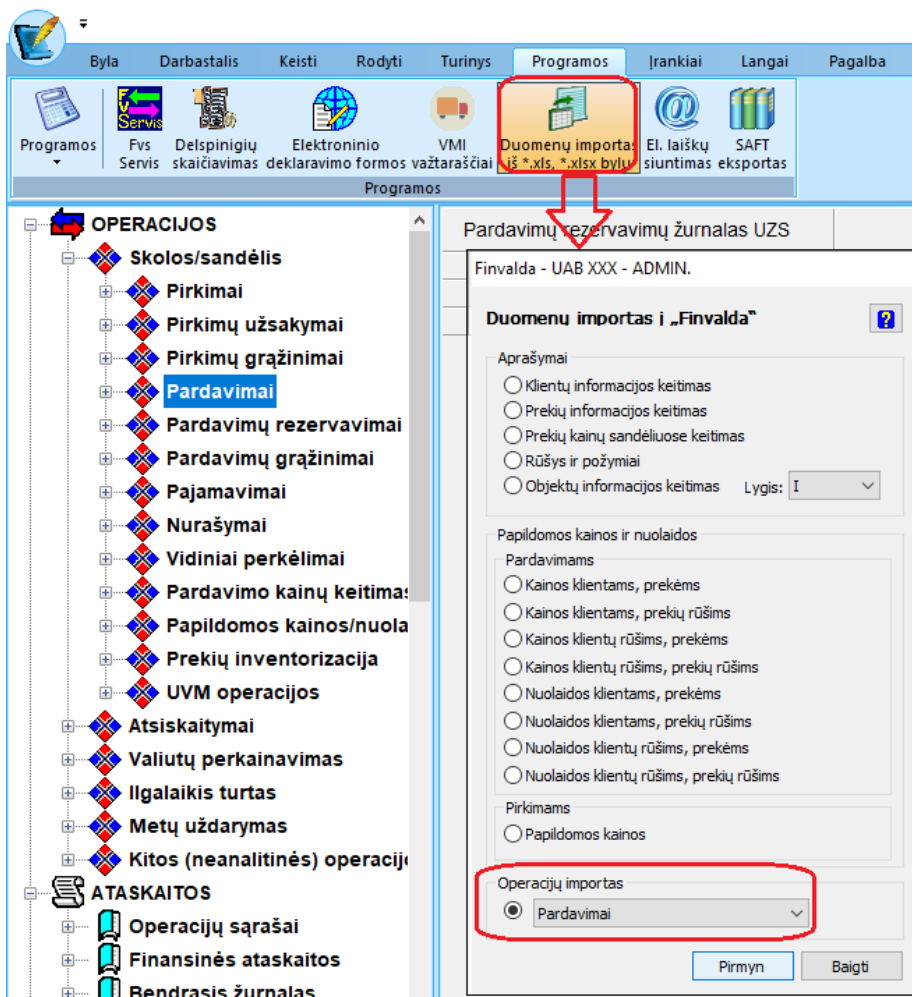 Byla Darbastalis Keisti Rodyti Turinys Programos Įrankiai Langai Pagalba
Programos
Fvs Servis
Fvs
Servis
Delspinigių
skaičiavimas
Elektroninio
deklaravimo formos
VMI
važtaraščiai
Duomenų importas
iš *.xls, *.xlsx bylų
El. laiškų
siuntimas
SAFT
eksportas
Programos
OPERACIJOS
Skolos/sandėlis
Pirkimai
Pirkimų užsakymai
Pirkimų grąžinimai
Pardavimai
Pardavimų rezervavimai
Pardavimų grąžinimai
Pajamavimai
Nurašymai
Vidiniai perkėlimai
Pardavimo kainų keitimas
Papildomos kainos/nuola
Prekių inventorizacija
UVM operacijos
Atsiskaitymai
Valiutų perkainavimas
Ilgalaikis turtas
Metų uždarymas
Kitos (neanalitinės) operacijo
ATASKAITOS
Operacijų sąrašai
Finansinės ataskaitos
Bendrasis žurnalas
Pardavimų rezervavimų žurnalas UZS
Finvalda - UAB XXX - ADMIN.
Duomenų importas į „Finvalda“
Aprašymai
Klientų informacijos keitimas
Prekių informacijos keitimas
Prekių kainų sandėliuose keitimas
Rūšys ir požymiai
Objektų informacijos keitimas Lygis: I
Papildomos kainos ir nuolaidos
Pardavimams
Kainos klientams, prekėms
Kainos klientams, prekių rūšims
Kainos klientų rūšims, prekėms
Kainos klientų rūšims, prekių rūšims
Nuolaidos klientams, prekėms
Nuolaidos klientams, prekių rūšims
Nuolaidos klientų rūšims, prekėms
Nuolaidos klientų rūšims, prekių rūšims
Pirkimams
Papildomos kainos
Operacijų importas
Pardavimai
Pirmyn Baigti